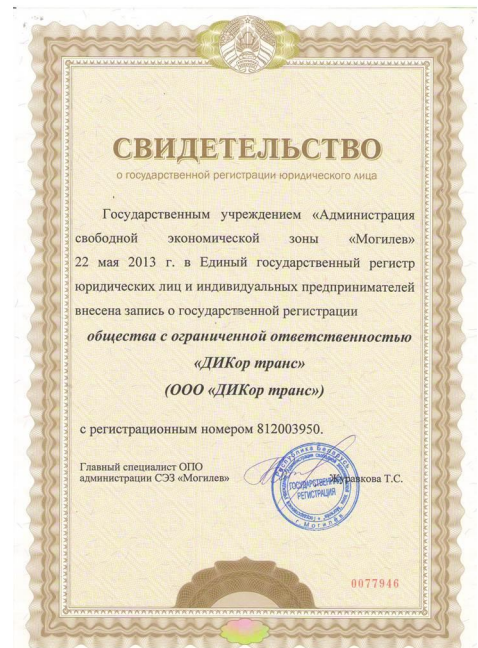 СВИДЕТЕЛЬСТВО
о государственной регистрации юридического лица
Государственным учреждением «Администрация
свободной экономической зоны «Могилев»
22 мая 2013 г. в Единый государственный регистр
юридических лиц и индивидуальных предпринимателей
внесена запись о государственной регистрации
общества с ограниченной ответственностью
«ДИКор транс»
(ООО «ДИКор транс»)
с регистрационным номером 812003950.
Главный специалист ОПО
администрации СЭЗ «Могилев»
Журавкова Т.С.
Республика Беларусь
ГОСУДАРСТВЕННАЯ
РЕГИСТРАЦИЯ
г. Могилев
0077946